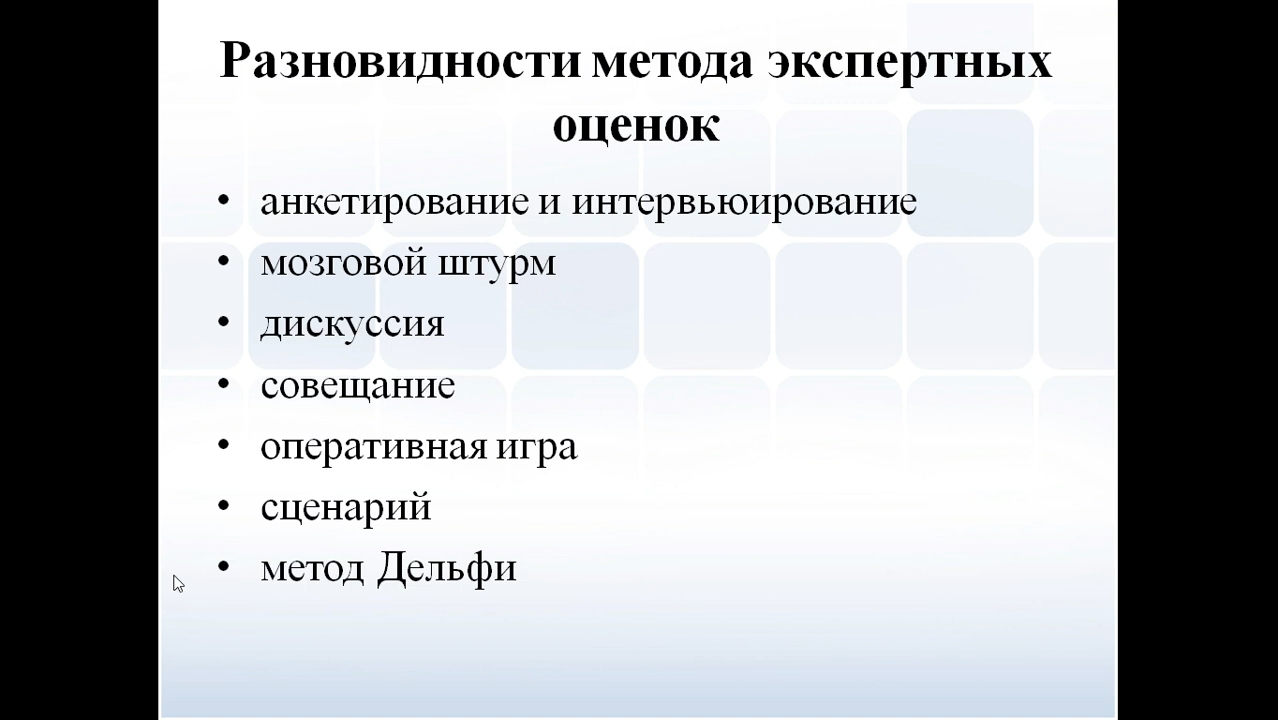 Разновидности метода экспертных
оценок
• анкетирование и интервьюирование
• мозговой штурм
• дискуссия
• совещание
• оперативная игра
• сценарий
• метод Дельфи